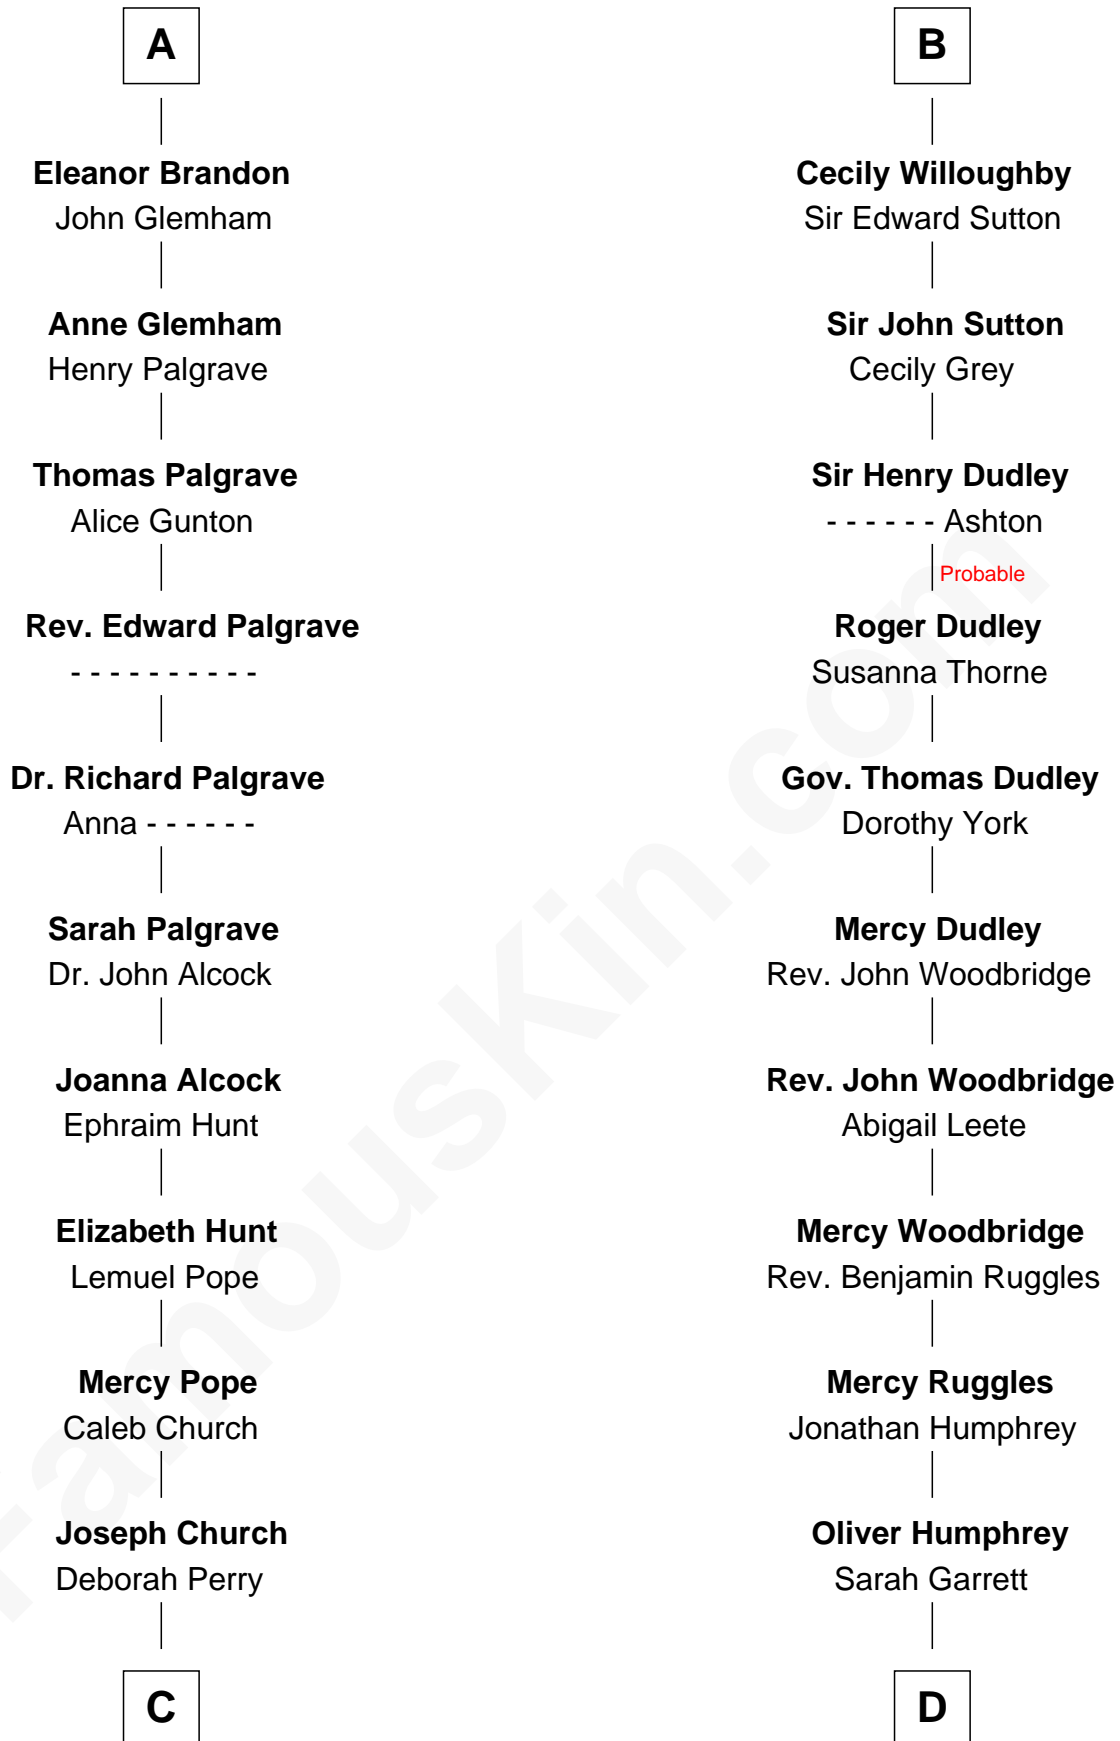 A
Eleanor Brandon
John Glemham
Anne Glemham
Henry Palgrave
Thomas Palgrave
Alice Gunton
Rev. Edward Palgrave
- - - - - - - - - -
Dr. Richard Palgrave
Anna - - - - - -
Sarah Palgrave
Dr. John Alcock
Joanna Alcock
Ephraim Hunt
Elizabeth Hunt
Lemuel Pope
Mercy Pope
Caleb Church
Joseph Church
Deborah Perry
C
B
Cecily Willoughby
Sir Edward Sutton
Sir John Sutton
Cecily Grey
Sir Henry Dudley
- - - - - - Ashton
Probable
Roger Dudley
Susanna Thorne
Gov. Thomas Dudley
Dorothy York
Mercy Dudley
Rev. John Woodbridge
Rev. John Woodbridge
Abigail Leete
Mercy Woodbridge
Rev. Benjamin Ruggles
Mercy Ruggles
Jonathan Humphrey
Oliver Humphrey
Sarah Garrett
D
FamousKin.com